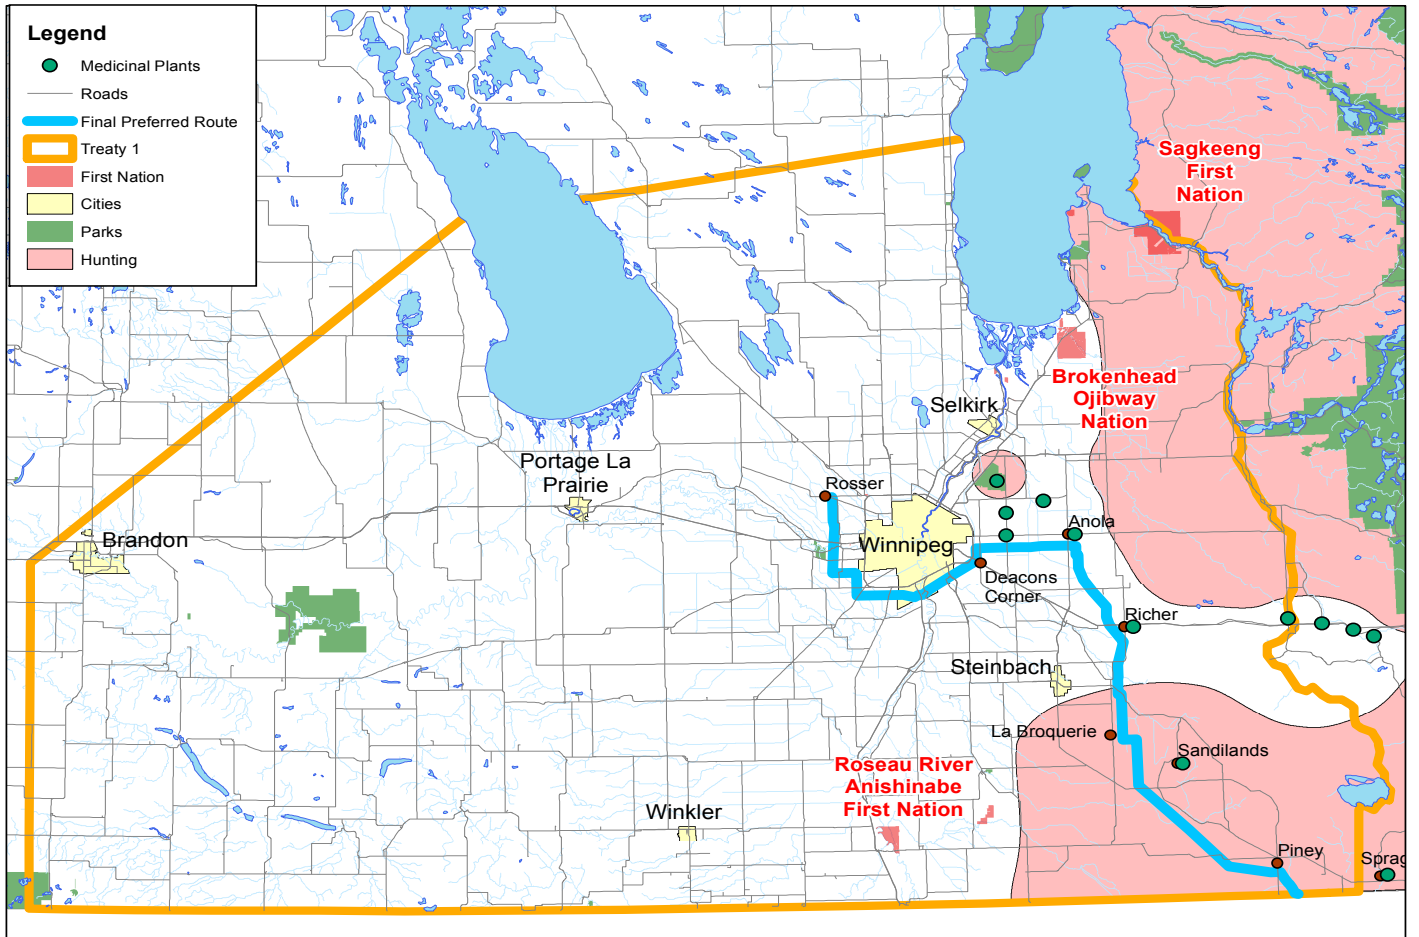 Legend
Medicinal Plants
Roads
Final Preferred Route
Treaty 1
First Nation
Cities
Parks
Hunting
Sagkeeng
First
Nation
Brokenhead
Ojibway
Nation
Selkirk
Portage La
Prairie
Rosser
Anola
Brandon
Winnipeg
Deacons
Corner
Richer
Steinbach
La Broquerie
Sandilands
Roseau River
Anishinabe
First Nation
Winkler
Piney
Sprag